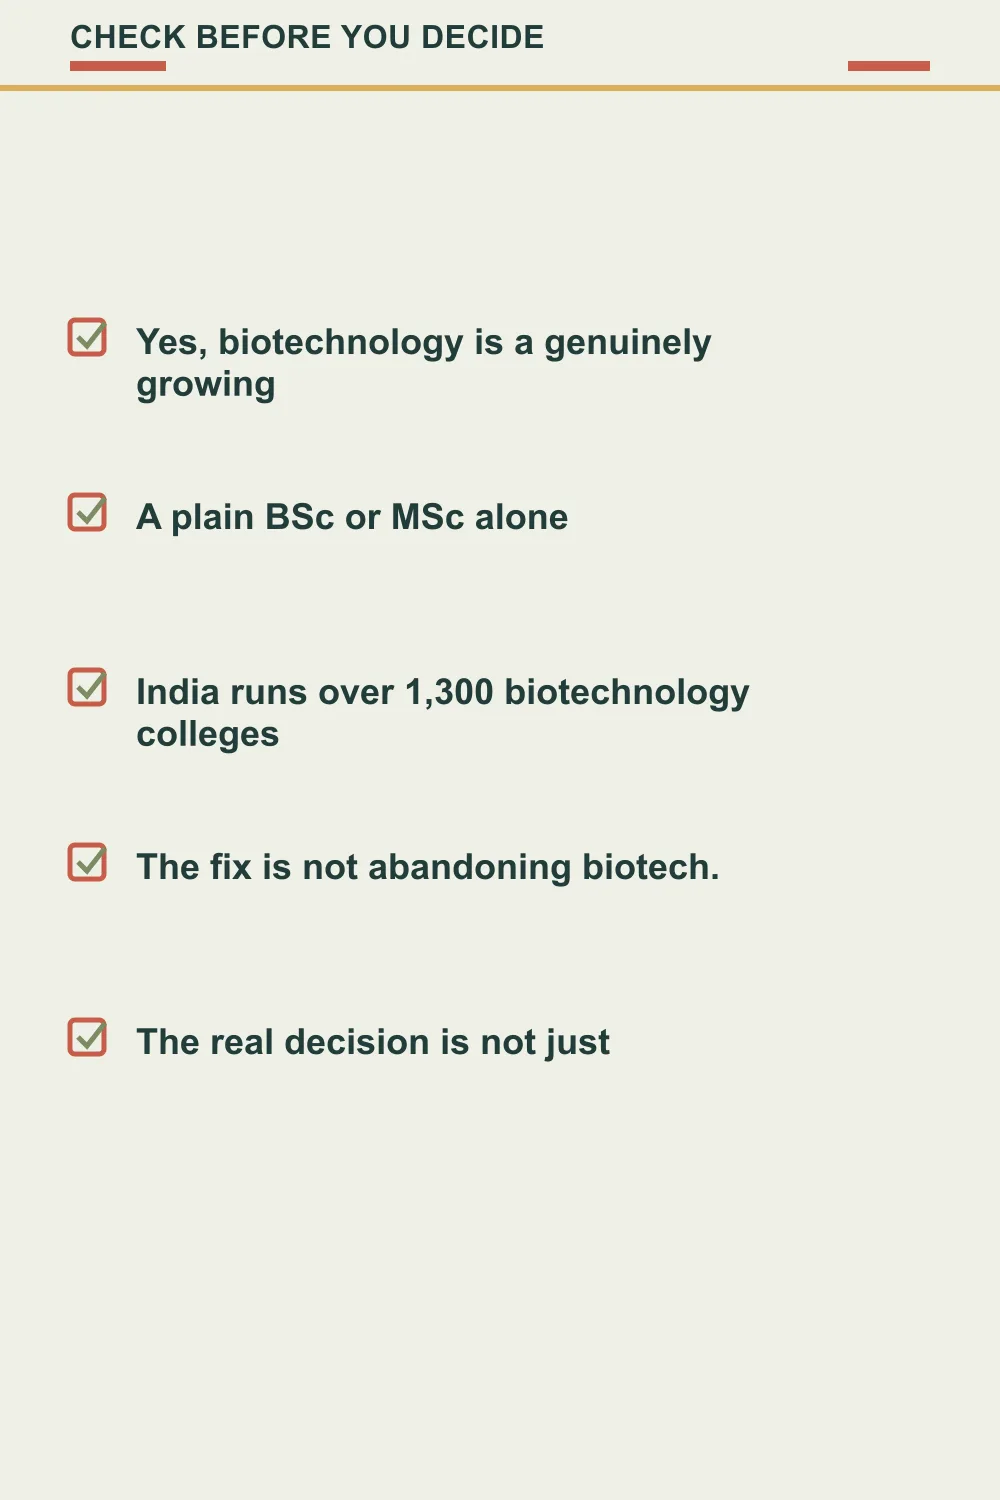 CHECK BEFORE YOU DECIDE
Yes, biotechnology is a genuinely
growing
A plain BSc or MSc alone
India runs over 1,300 biotechnology
colleges
The fix is not abandoning biotech.
The real decision is not just